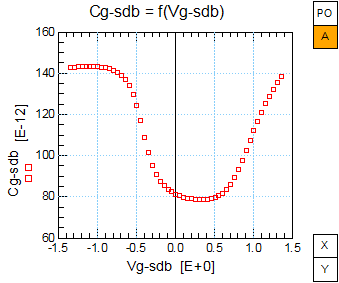 Cg-sdb = f(Vg-sdb)
PO
A
160
140
120
100
80
60
Cg-sdb [E-12]
-1.5 -1.0 -0.5 0.0 0.5 1.0 1.5
Vg-sdb [E+0]
X
Y